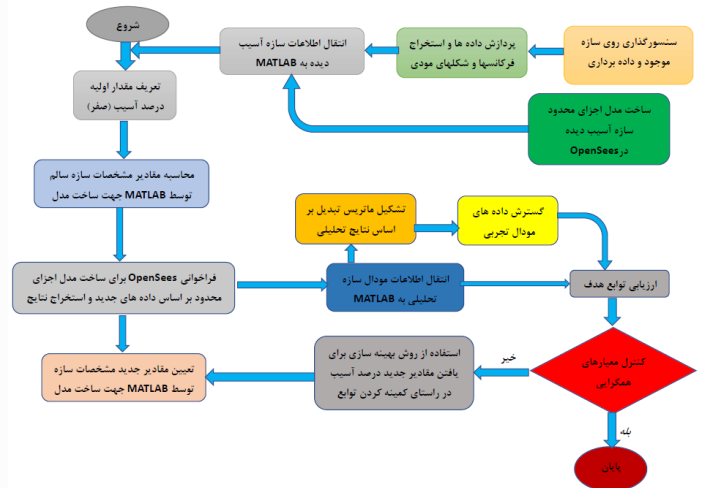 شروع
سنسورگذاری روی سازه
موجود و داده برداری
پردازش داده ها و استخراج
فرکانسها و شکلهای مودی
انتقال اطلاعات سازه آسیب
دیده به MATLAB
تعریف مقدار اولیه
درصد آسیب (صفر)
ساخت مدل اجزای محدود
سازه آسیب دیده
در OpenSees
محاسبه مقادیر مشخصات سازه سالم
توسط MATLAB جهت ساخت مدل
تشکیل ماتریس تبدیل بر
اساس نتایج تحلیلی
گسترش داده های
مودال تجربی
فراخوانی OpenSees برای ساخت مدل اجزای
محدود بر اساس داده های جدید و استخراج نتایج
انتقال اطلاعات مودال سازه
تحلیلی به MATLAB
ارزیابی توابع هدف
کنترل معیارهای
همگرایی
خیر
استفاده از روش بهینه سازی برای
یافتن مقادیر جدید درصد آسیب
در راستای کمینه کردن توابع
تعیین مقادیر جدید مشخصات سازه
توسط MATLAB جهت ساخت مدل
بله
پایان